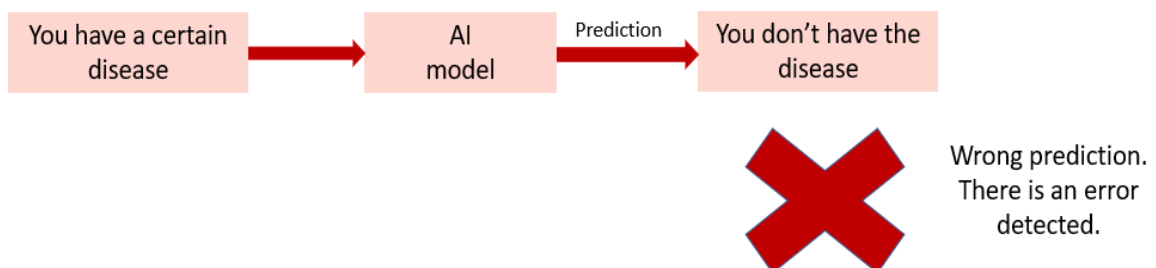 You have a certain
disease
AI
model
Prediction
You don’t have the
disease
Wrong prediction.
There is an error
detected.